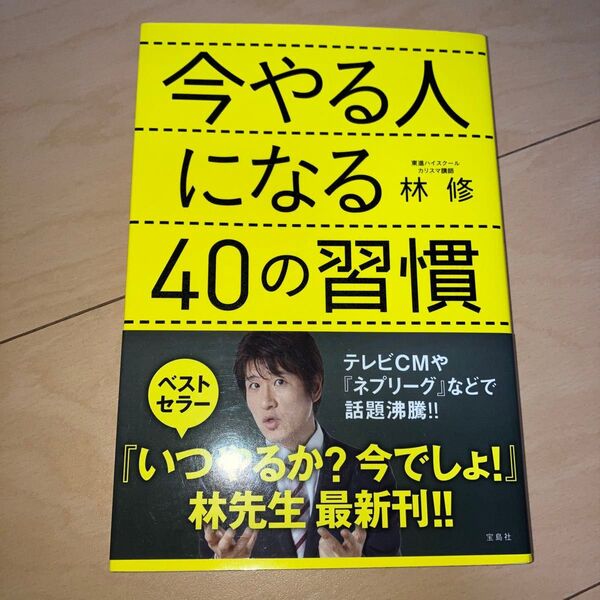 今やる人
になる
東進ハイスクール
カリスマ講師
林 修
40の習慣
ベスト
セラー
テレビCMや
『ネプリーグ』などで
話題沸騰!!
『いつやるか?今でしょ!』
林先生 最新刊!!
宝島社